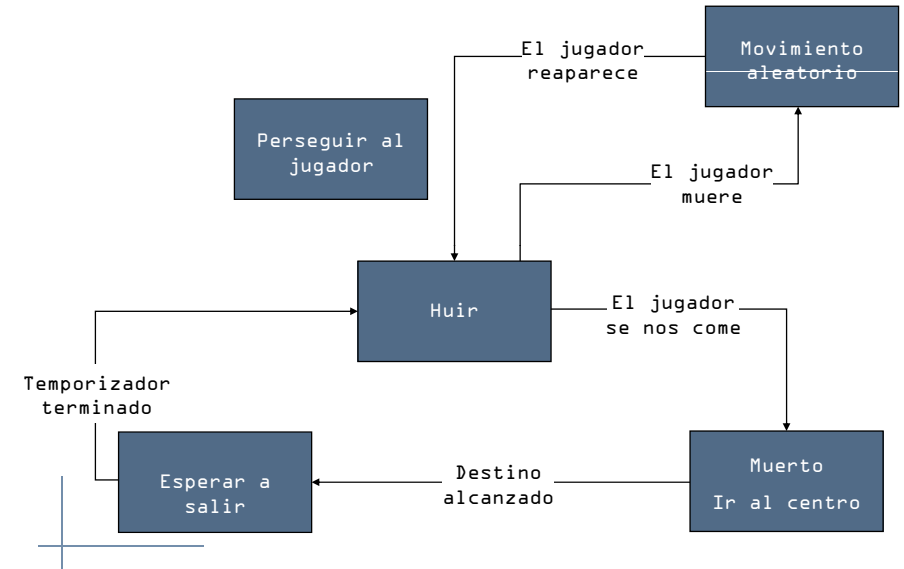 El jugador
reaparece
Movimiento
aleatorio
Perseguir al
jugador
El jugador
muere
Huir
El jugador
se nos come
Temporizador
terminado
Esperar a
salir
Destino
alcanzado
Muerto
Ir al centro